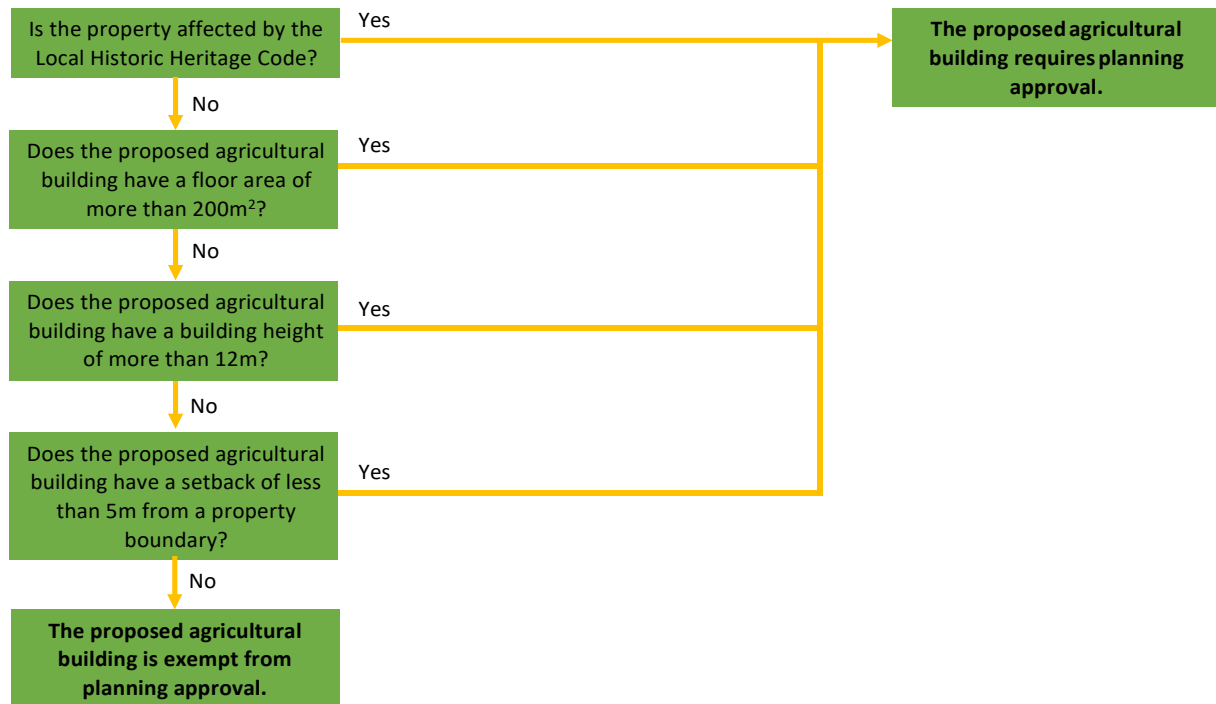 Is the property affected by the
Local Historic Heritage Code?
Yes
The proposed agricultural
building requires planning
approval.
No
Does the proposed agricultural
building have a floor area of
more than 200m²?
Yes
No
Does the proposed agricultural
building have a building height
of more than 12m?
Yes
No
Does the proposed agricultural
building have a setback of less
than 5m from a property
boundary?
Yes
No
The proposed agricultural
building is exempt from
planning approval.